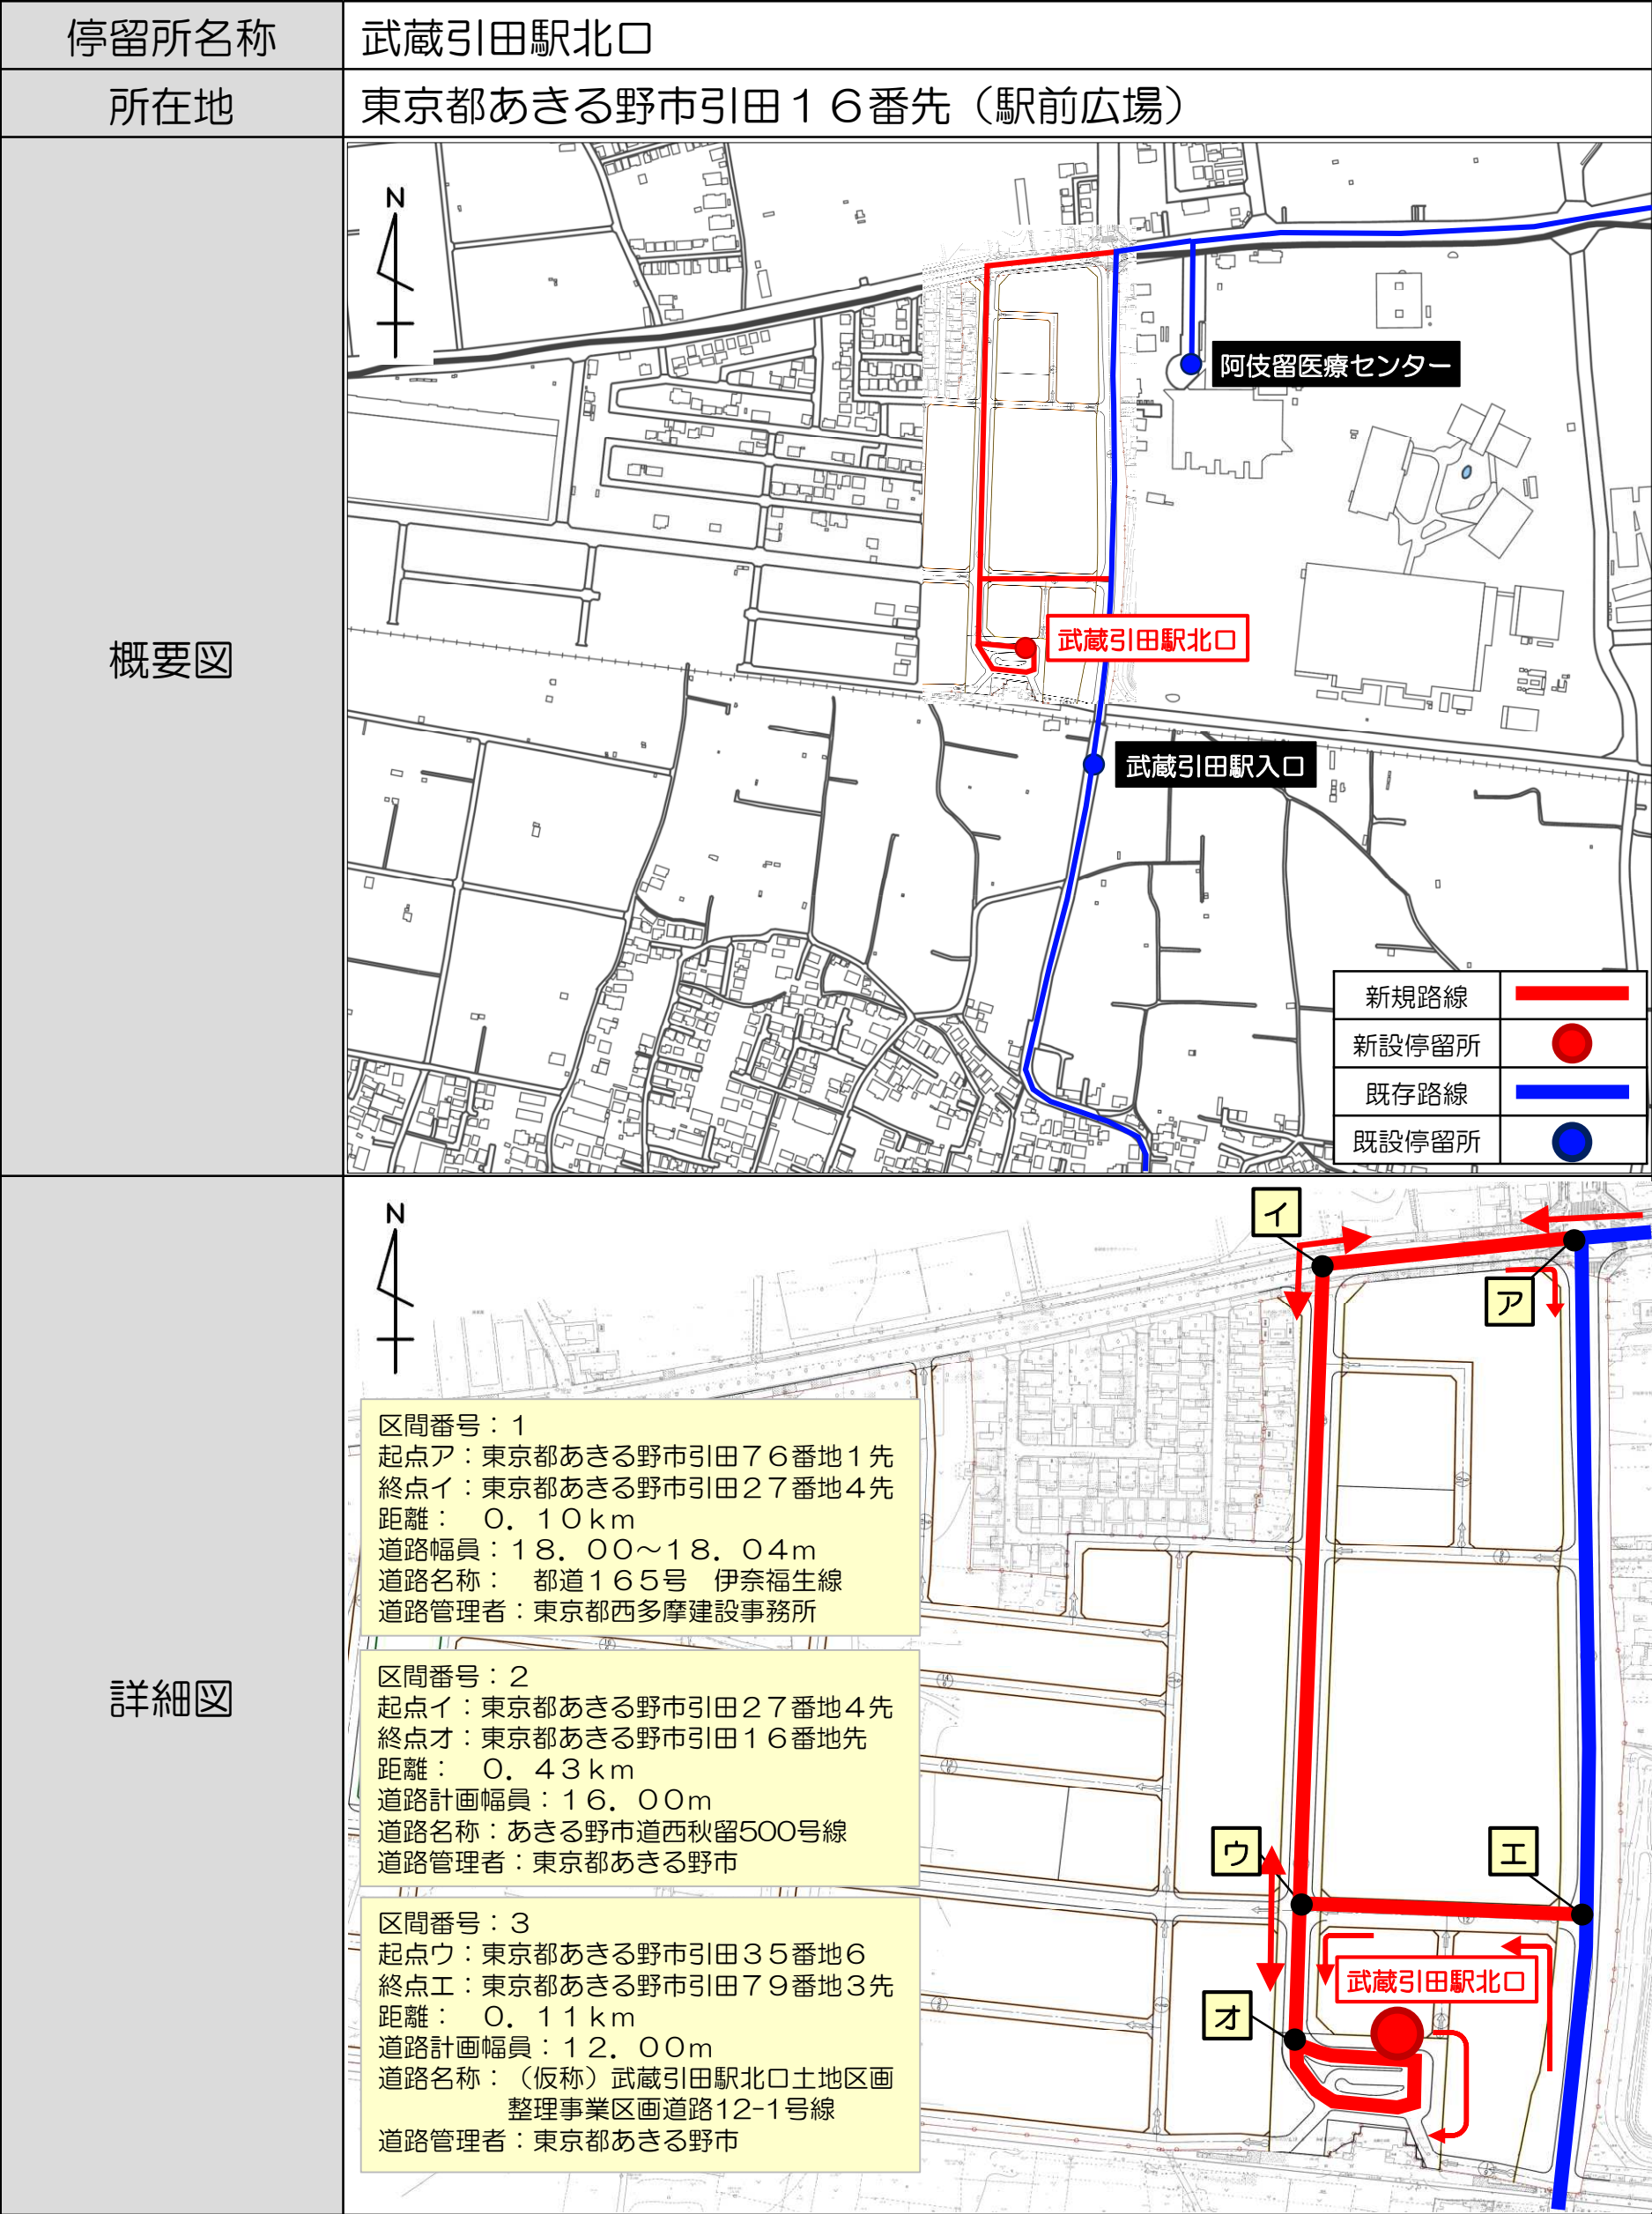 停留所名称
武蔵引田駅北口
所在地
東京都あきる野市引田１６番先（駅前広場）
概要図
N
阿伎留医療センター
武蔵引田駅北口
武蔵引田駅入口
新規路線
新設停留所
既存路線
既設停留所
詳細図
N
イ
ア
区間番号：１
起点ア：東京都あきる野市引田７６番地１先
終点イ：東京都あきる野市引田２７番地４先
距離：　０．１０ｋｍ
道路幅員：１８．００～１８．０４ｍ
道路名称：　都道１６５号　伊奈福生線
道路管理者：東京都西多摩建設事務所
区間番号：２
起点イ：東京都あきる野市引田２７番地４先
終点オ：東京都あきる野市引田１６番地先
距離：　０．４３ｋｍ
道路計画幅員：１６．００ｍ
道路名称：あきる野市道西秋留500号線
道路管理者：東京都あきる野市
ウ
エ
区間番号：３
起点ウ：東京都あきる野市引田３５番地６
終点エ：東京都あきる野市引田７９番地３先
距離：　０．１１ｋｍ
道路計画幅員：１２．００ｍ
道路名称：（仮称）武蔵引田駅北口土地区画
整理事業区画道路12-1号線
道路管理者：東京都あきる野市
武蔵引田駅北口
オ